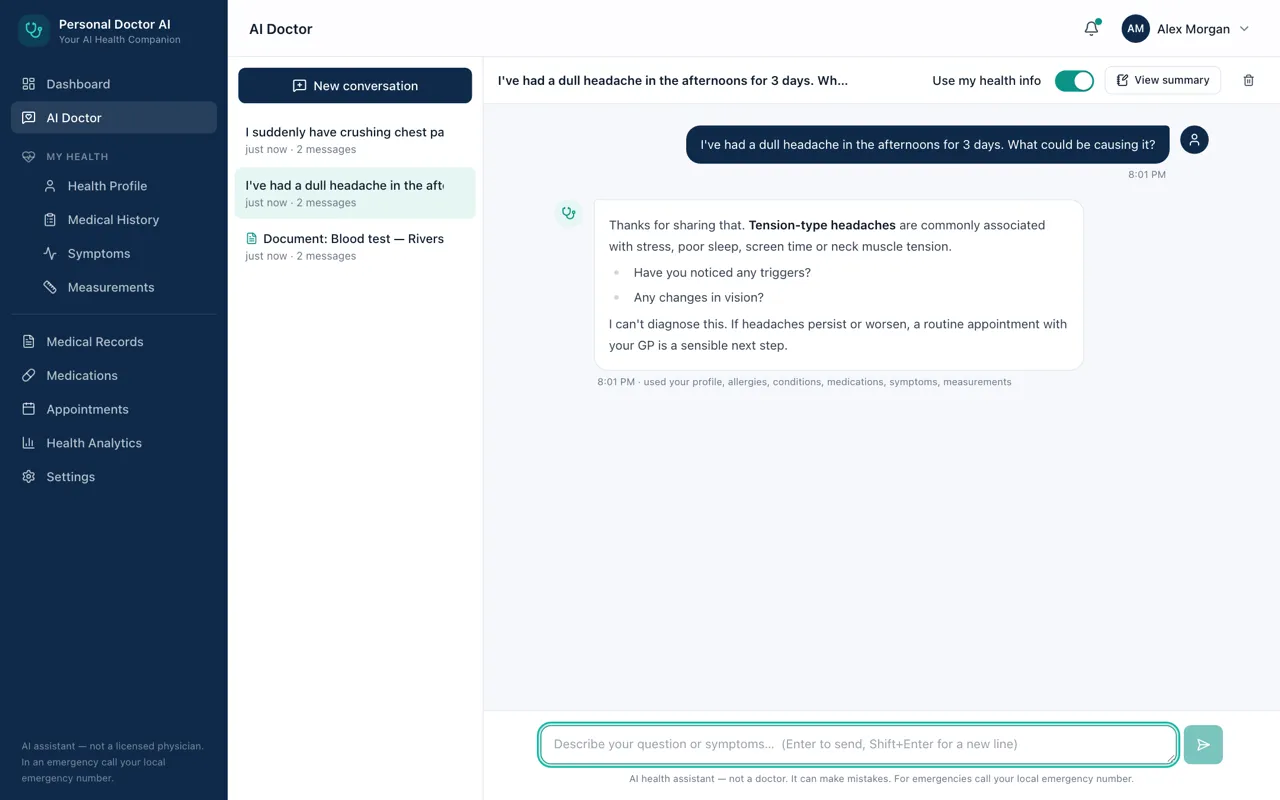 Personal Doctor AI
Your AI Health Companion
Dashboard
AI Doctor
MY HEALTH
Health Profile
Medical History
Symptoms
Measurements
Medical Records
Medications
Appointments
Health Analytics
Settings
AI assistant — not a licensed physician.
In an emergency call your local
emergency number.
AI Doctor
AM
Alex Morgan
New conversation
I suddenly have crushing chest pa
just now · 2 messages
I've had a dull headache in the aft
just now · 2 messages
Document: Blood test — Rivers
just now · 2 messages
I've had a dull headache in the afternoons for 3 days. Wh...
Use my health info
View summary
I've had a dull headache in the afternoons for 3 days. What could be causing it?
8:01 PM
Thanks for sharing that. Tension-type headaches are commonly associated
with stress, poor sleep, screen time or neck muscle tension.
Have you noticed any triggers?
Any changes in vision?
I can't diagnose this. If headaches persist or worsen, a routine appointment with
your GP is a sensible next step.
8:01 PM · used your profile, allergies, conditions, medications, symptoms, measurements
Describe your question or symptoms... (Enter to send, Shift+Enter for a new line)
AI health assistant — not a doctor. It can make mistakes. For emergencies call your local emergency number.